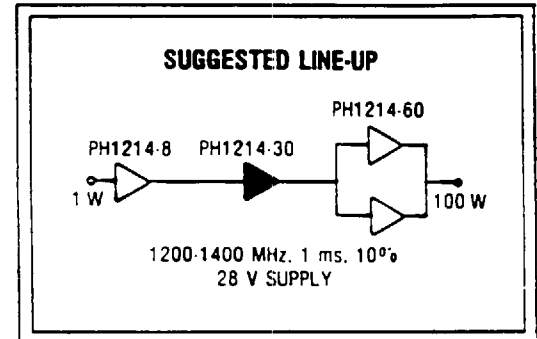 SUGGESTED LINE-UP
PH1214-60
PH1214-8 PH1214-30
1 W
100 W
1200-1400 MHz, 1 ms, 10%
28 V SUPPLY